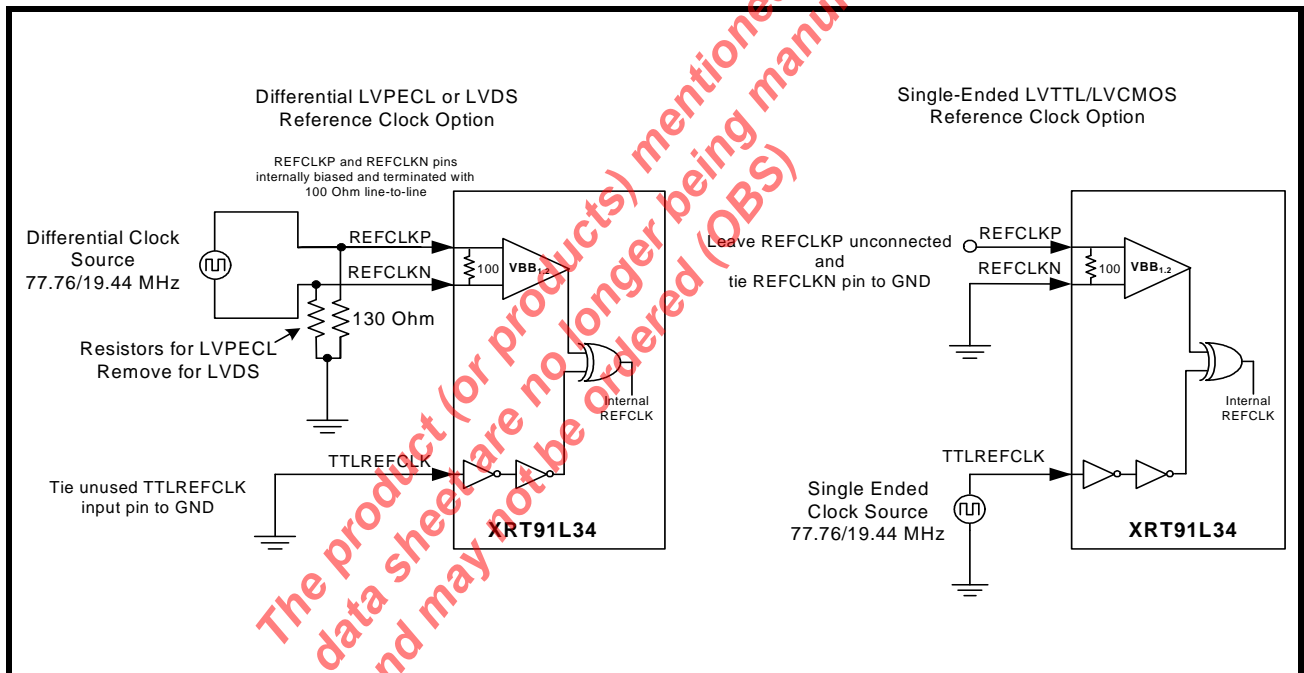 Differential LVPECL or LVDS
Reference Clock Option
REFCLKP and REFCLKN pins
internally biased and terminated with
100 Ohm line-to-line
Differential Clock
Source
77.76/19.44 MHz
REFCLKP
REFCLKN
100
VBB1.2
130 Ohm
Resistors for LVPECL
Remove for LVDS
Internal
REFCLK
TTLREFCLK
Tie unused TTLREFCLK
input pin to GND
XRT91L34
Single-Ended LVTTL/LVCMOS
Reference Clock Option
Leave REFCLKP unconnected
and
tie REFCLKN pin to GND
REFCLKP
REFCLKN
100
VBB1.2
Internal
REFCLK
TTLREFCLK
Single Ended
Clock Source
77.76/19.44 MHz
XRT91L34
The product (or products) mentioned
data sheet are no longer being manu
nd may not be ordered (OBS)